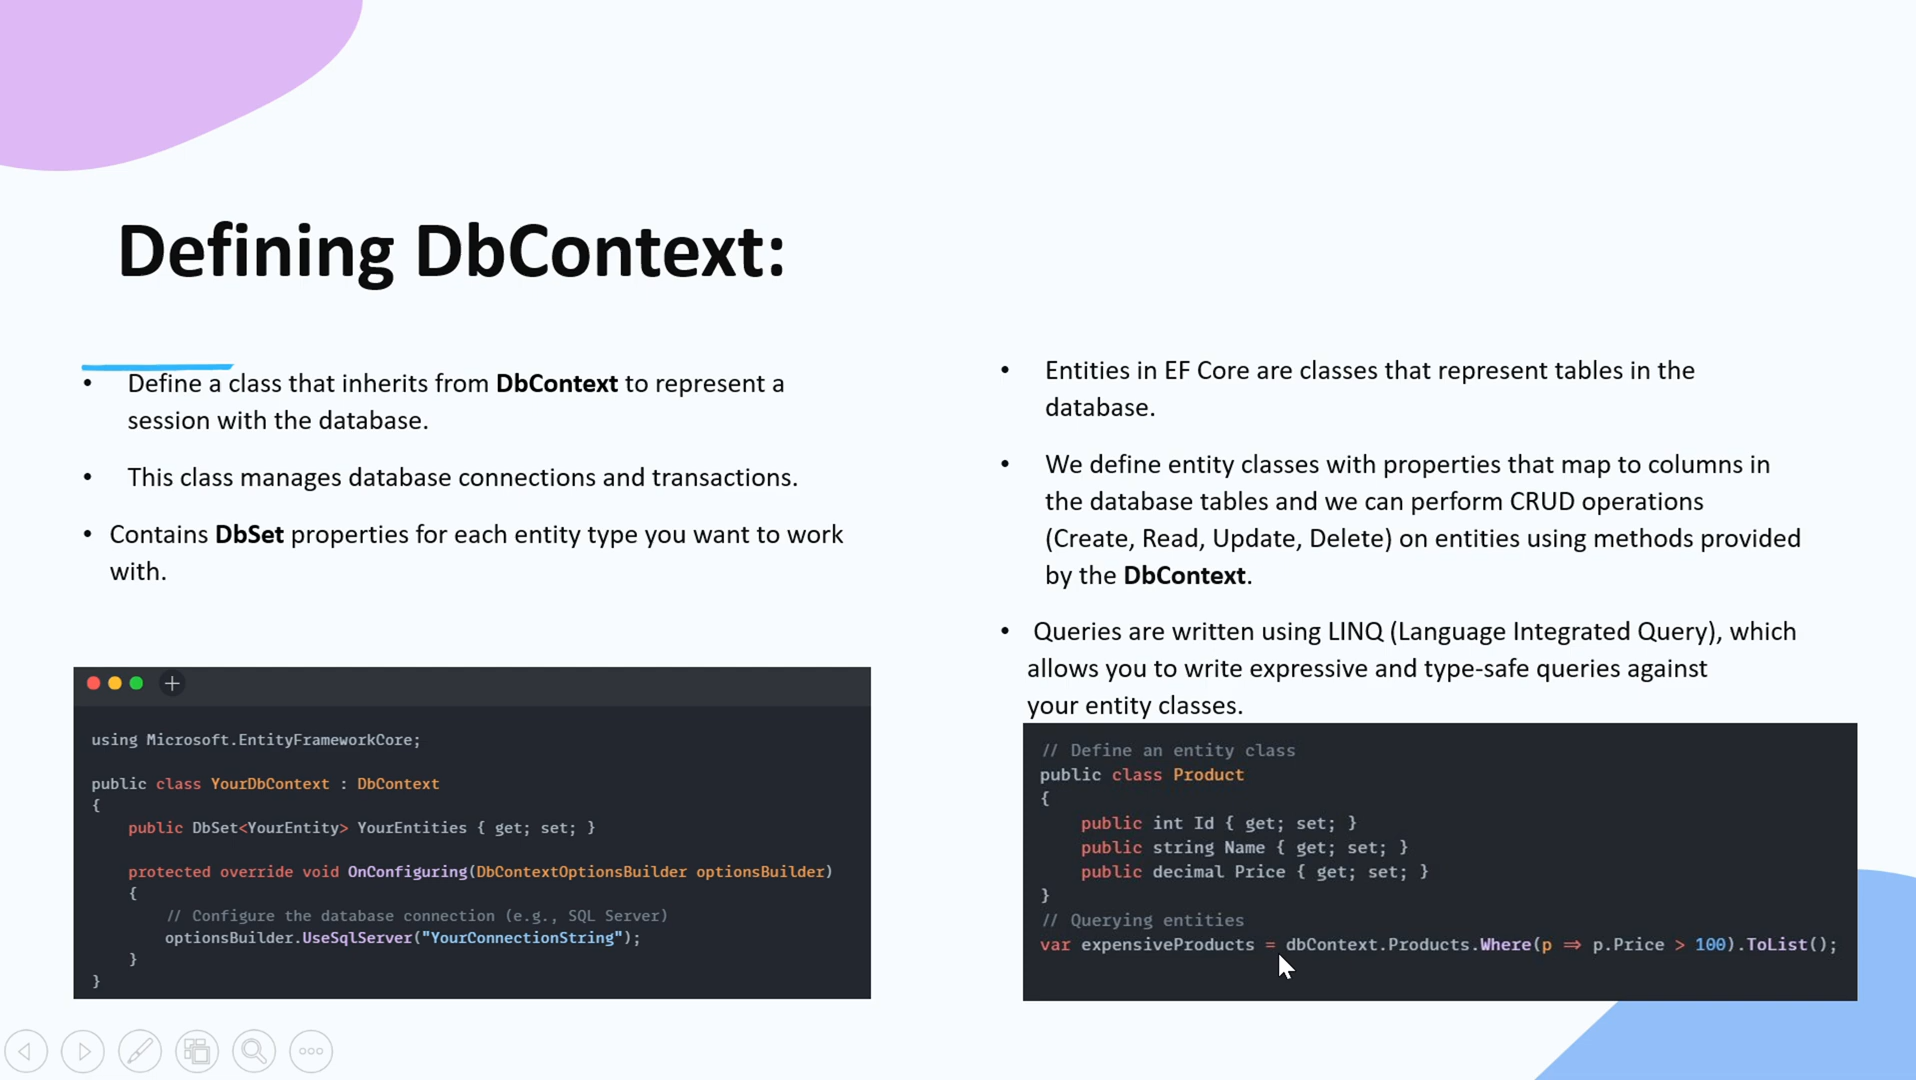 Defining DbContext:
• Define a class that inherits from DbContext to represent a
session with the database.
• This class manages database connections and transactions.
• Contains DbSet properties for each entity type you want to work
with.
using Microsoft.EntityFrameworkCore;
public class YourDbContext : DbContext
{
    public DbSet<YourEntity> YourEntities { get; set; }
    protected override void OnConfiguring(DbContextOptionsBuilder optionsBuilder)
    {
        // Configure the database connection (e.g., SQL Server)
        optionsBuilder.UseSqlServer("YourConnectionString");
    }
}
• Entities in EF Core are classes that represent tables in the
database.
• We define entity classes with properties that map to columns in
the database tables and we can perform CRUD operations
(Create, Read, Update, Delete) on entities using methods provided
by the DbContext.
• Queries are written using LINQ (Language Integrated Query), which
allows you to write expressive and type-safe queries against
your entity classes.
// Define an entity class
public class Product
{
    public int Id { get; set; }
    public string Name { get; set; }
    public decimal Price { get; set; }
}
// Querying entities
var expensiveProducts = dbContext.Products.Where(p => p.Price > 100).ToList();